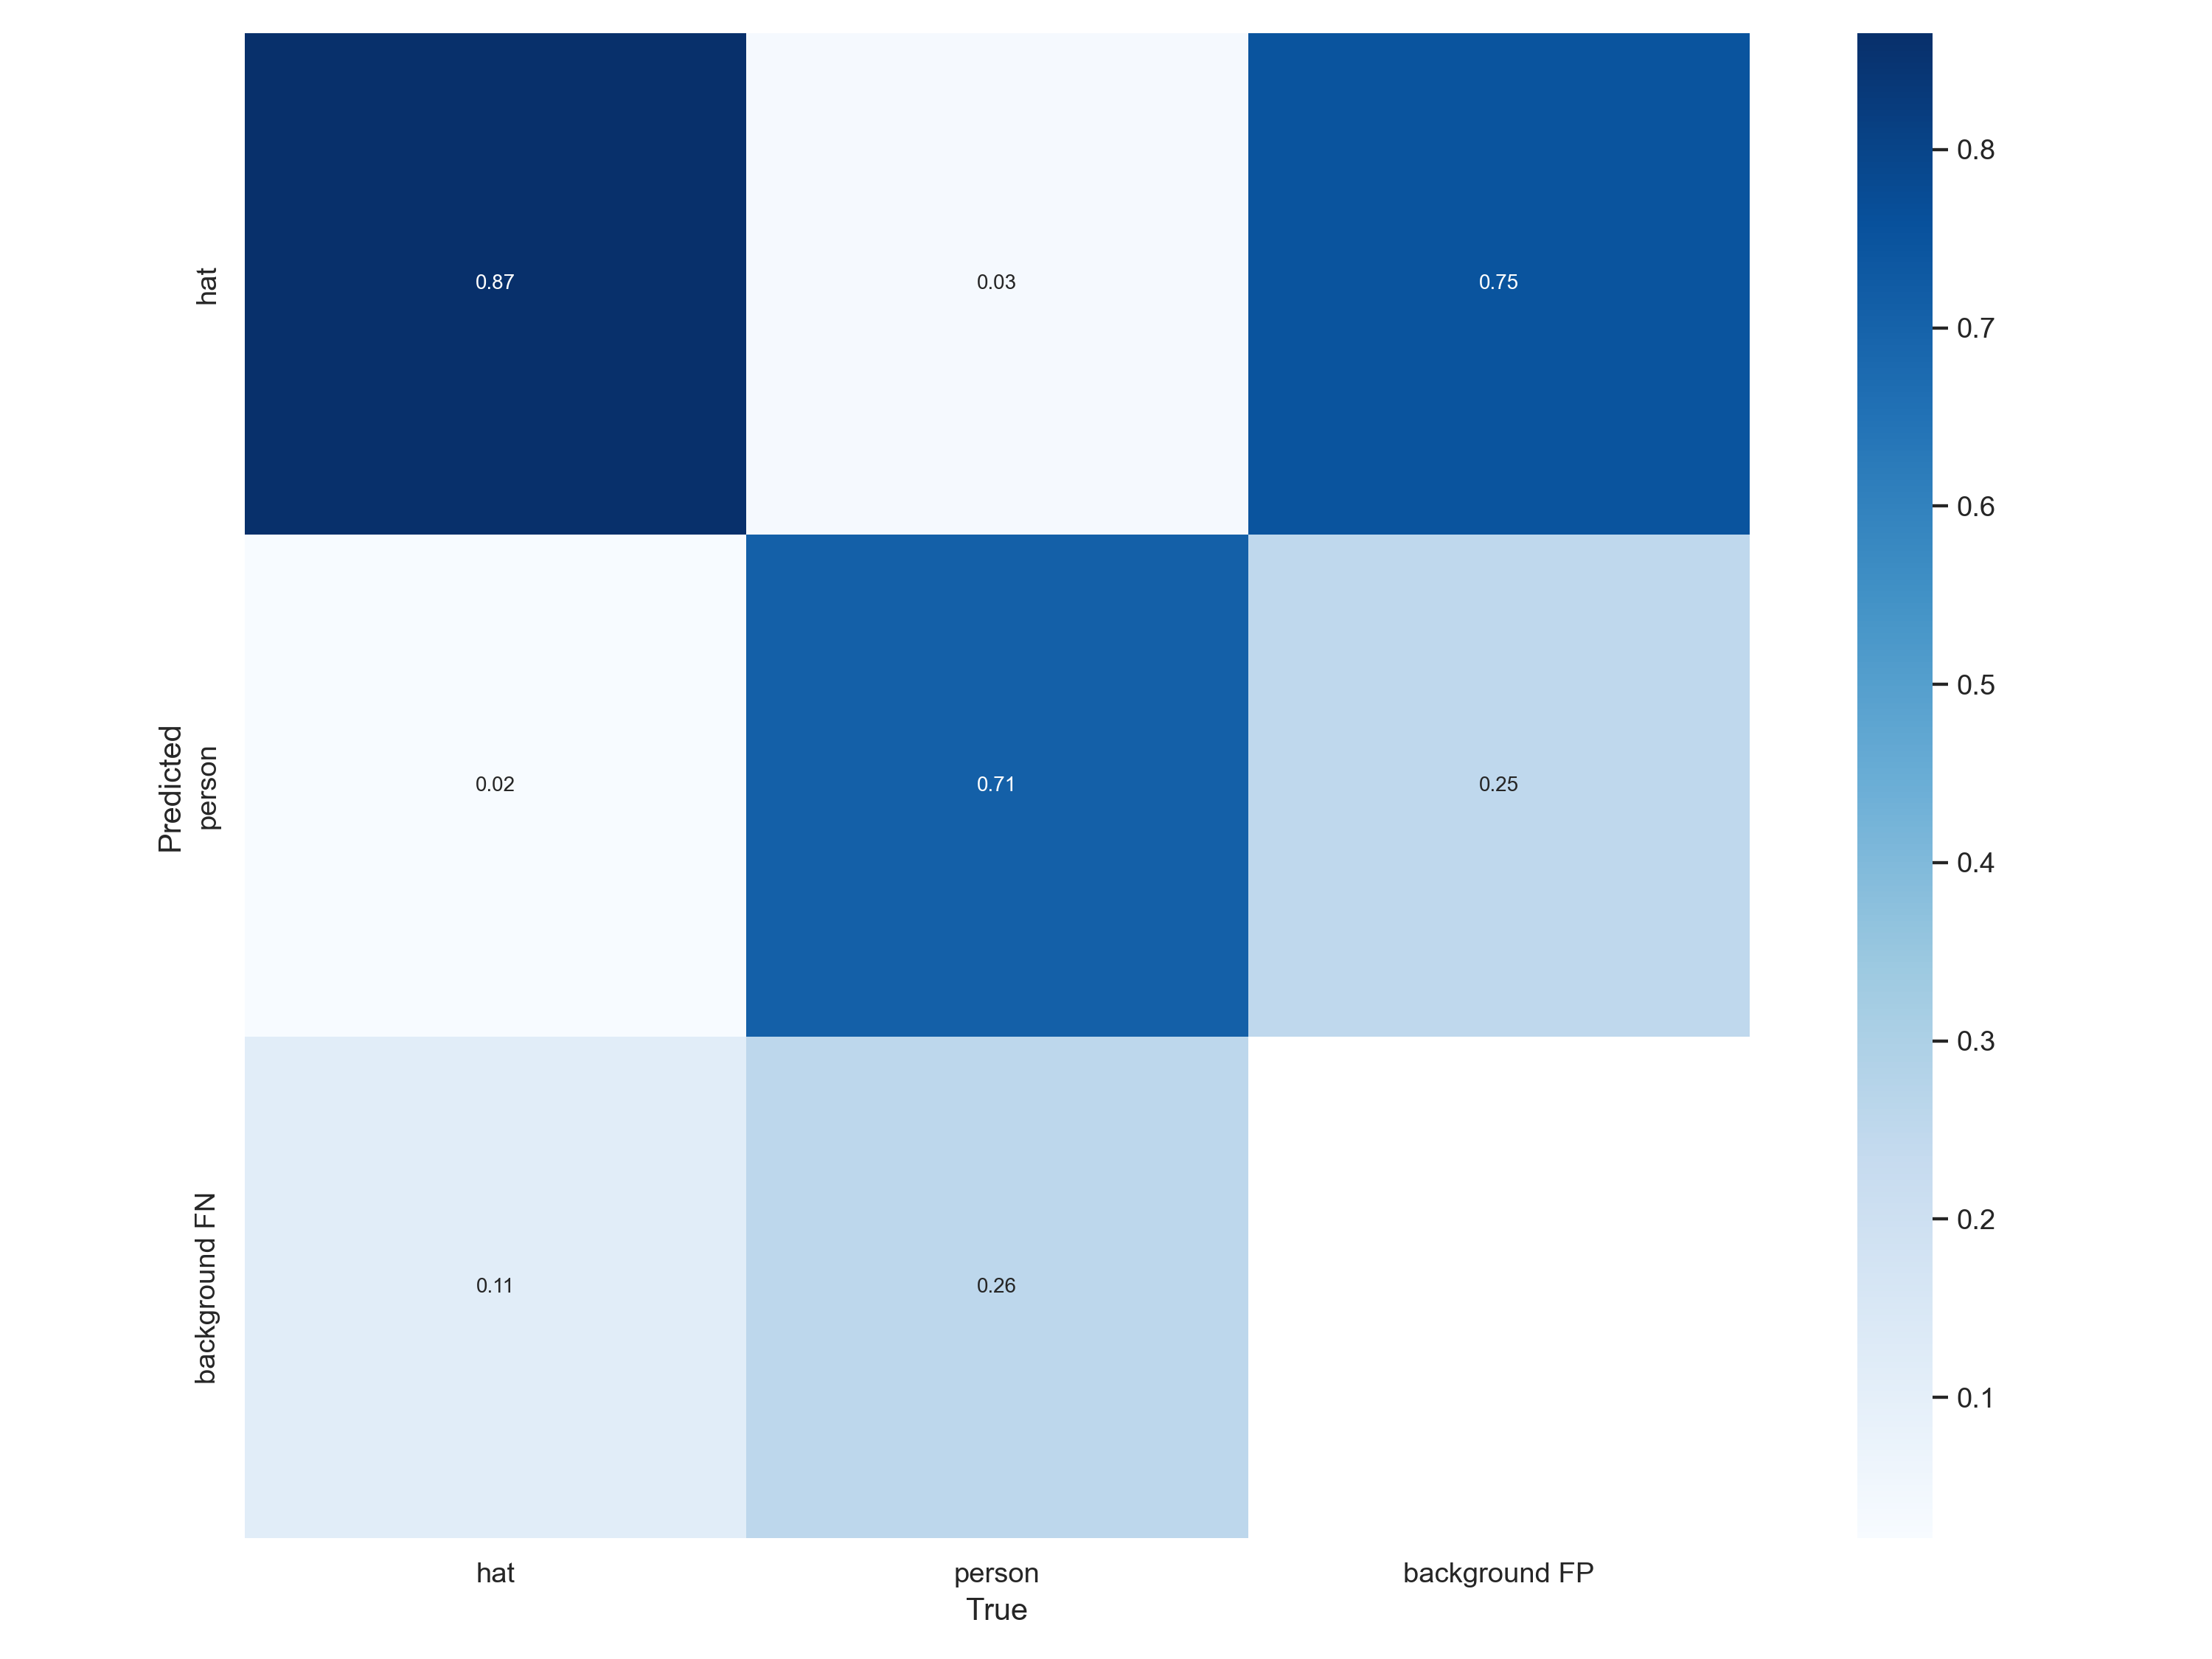 0.87 0.03 0.75
0.02 0.71 0.25
0.11 0.26
hat
person
background FN
Predicted
hat person background FP
True
0.8
0.7
0.6
0.5
0.4
0.3
0.2
0.1